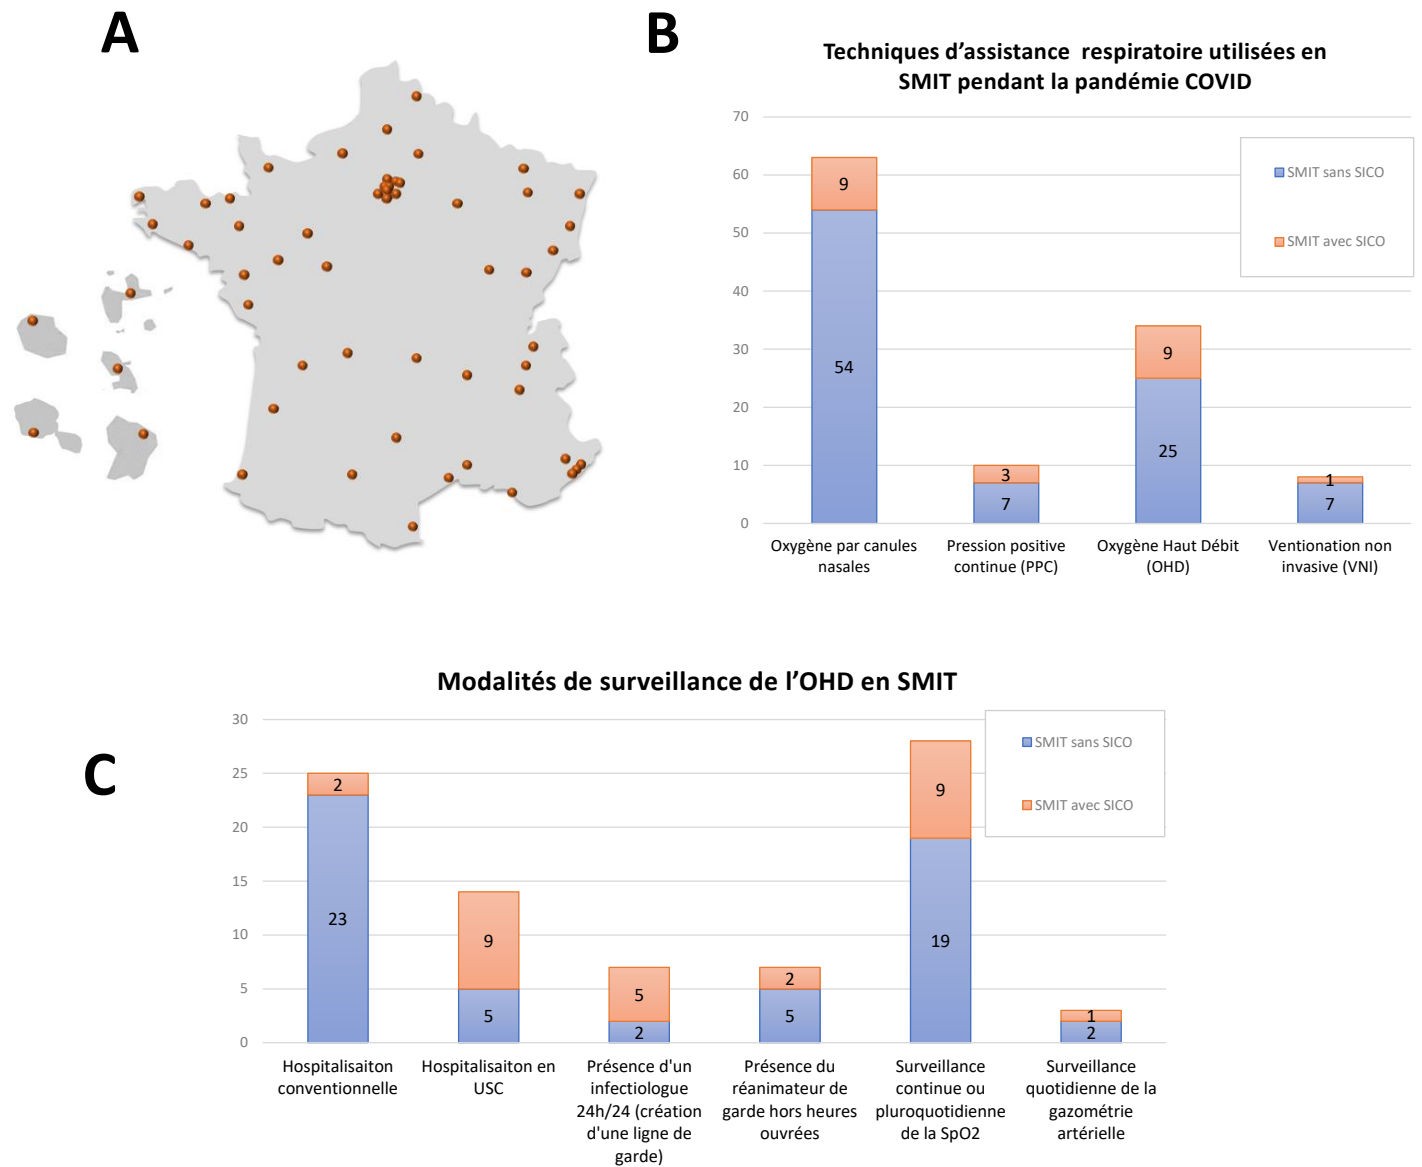 A
B
Techniques d’assistance respiratoire utilisées en
SMIT pendant la pandémie COVID
70
60
50
40
30
20
10
0
9
54
3
7
9
25
1
7
SMIT sans SICO
SMIT avec SICO
Oxygène par canules
nasales
Pression positive
continue (PPC)
Oxygène Haut Débit
(OHD)
Ventionation non
invasive (VNI)
C
Modalités de surveillance de l’OHD en SMIT
30
25
20
15
10
5
0
2
23
9
5
5
2
2
5
9
19
1
2
SMIT sans SICO
SMIT avec SICO
Hospitalisaiton
conventionnelle
Hospitalisaiton en
USC
Présence d'un
infectiologue
24h/24 (création
d'une ligne de
garde)
Présence du
réanimateur de
garde hors heures
ouvrées
Surveillance
continue ou
pluroquotidienne
de la SpO2
Surveillance
quotidienne de la
gazométrie
artérielle